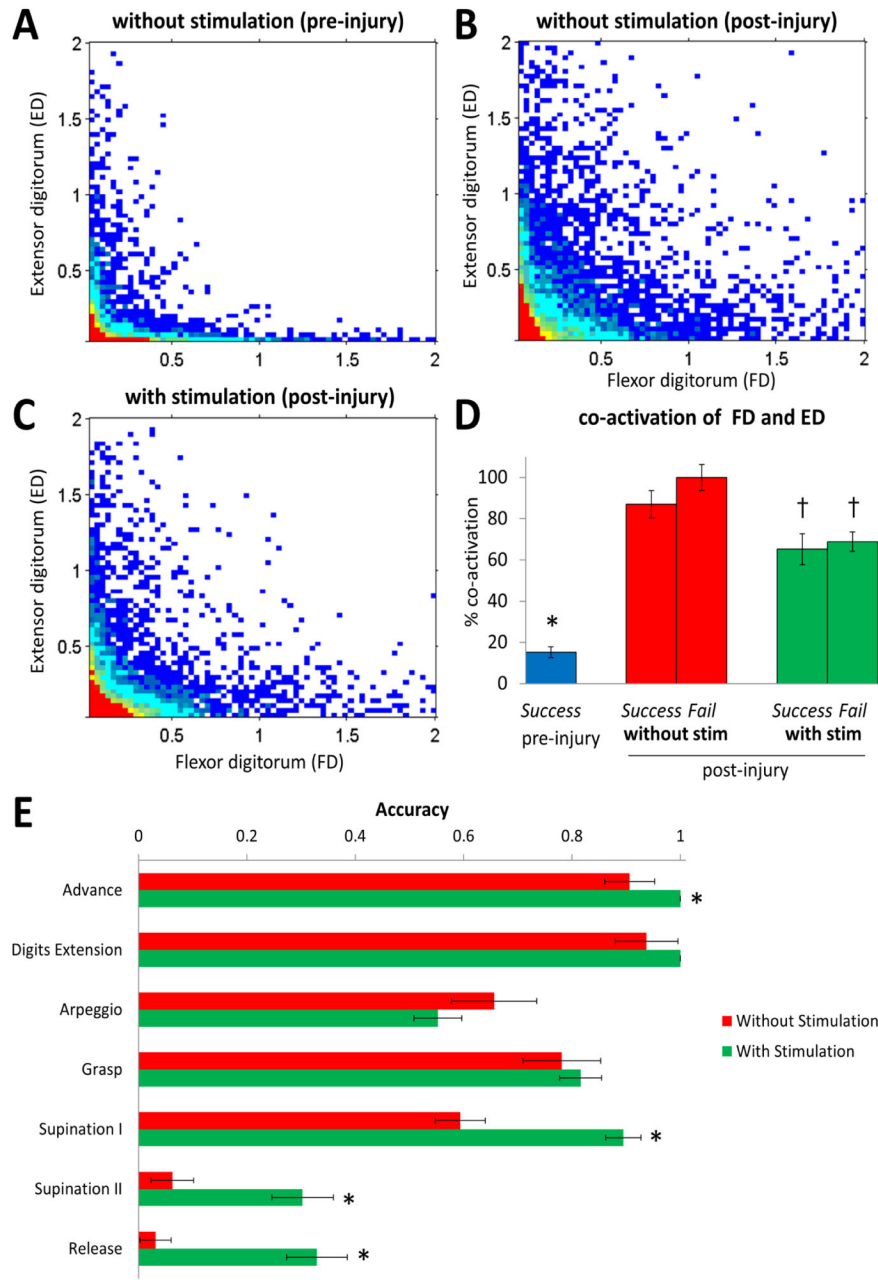 A
without stimulation (pre-injury)
Extensor digitorum (ED)
2
1.5
1
0.5
0.5
1
1.5
2
B
without stimulation (post-injury)
Extensor digitorum (ED)
2
1.5
1
0.5
0.5
1
1.5
2
Flexor digitorum (FD)
C
with stimulation (post-injury)
Extensor digitorum (ED)
2
1.5
1
0.5
0.5
1
1.5
2
Flexor digitorum (FD)
D
co-activation of FD and ED
% co-activation
100
80
60
40
20
0
*
† †
Success Success Fail Success Fail
pre-injury without stim with stim
post-injury
E
Accuracy
0 0.2 0.4 0.6 0.8 1
Advance *
Digits Extension
Arpeggio
Grasp
Supination I *
Supination II *
Release *
Without Stimulation
With Stimulation